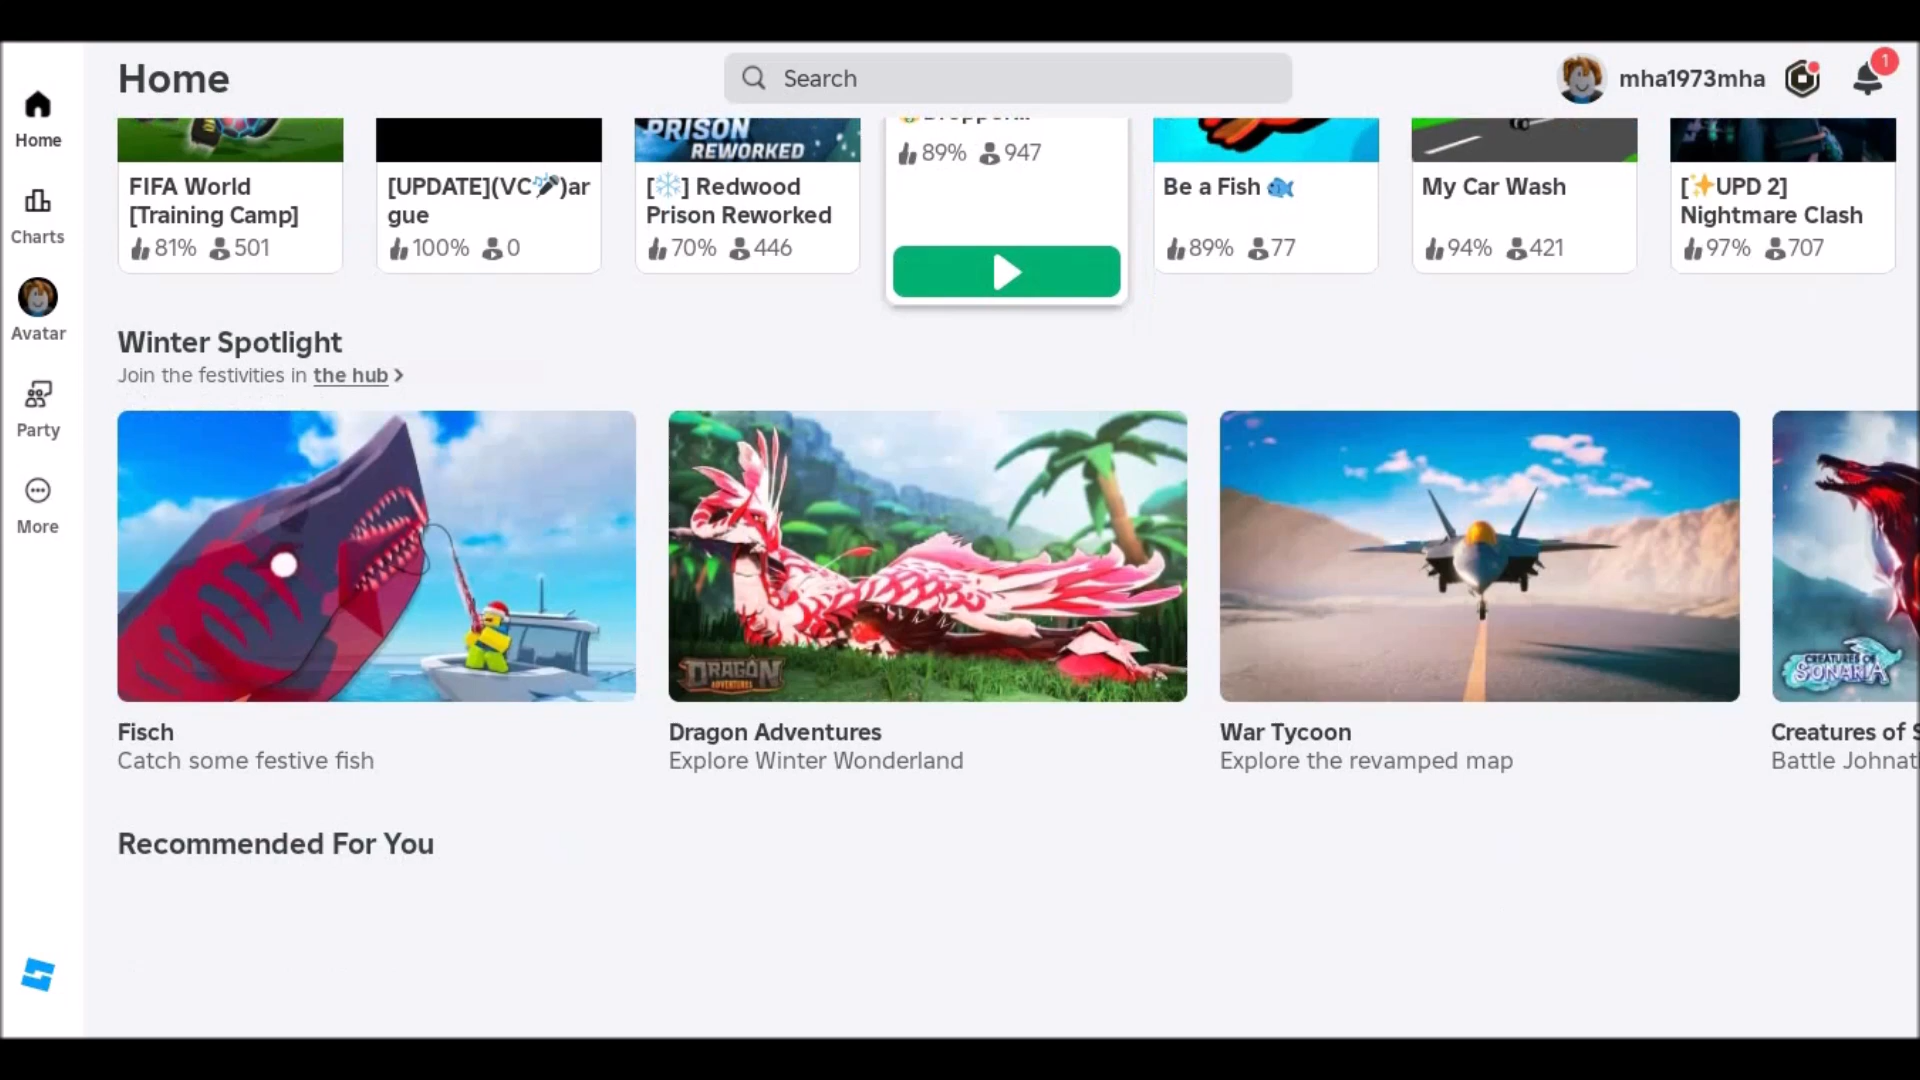 Home
Search
mha1973mha
1
Home
Charts
Avatar
Party
More
PRISON
REWORKED
FIFA World
[Training Camp]
81% 501
[UPDATE](VC🎤)ar
gue
100% 0
[❄️] Redwood
Prison Reworked
70% 446
89% 947
Be a Fish 🐟
89% 77
My Car Wash
94% 421
[✨UPD 2]
Nightmare Clash
97% 707
Winter Spotlight
Join the festivities in the hub >
DRAGON
ADVENTURES
CREATURES OF
SONARIA
Fisch
Catch some festive fish
Dragon Adventures
Explore Winter Wonderland
War Tycoon
Explore the revamped map
Creatures of S
Battle Johnat
Recommended For You